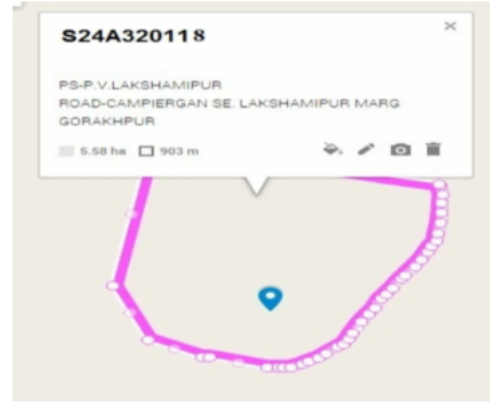 S24A320118
PS-P.V.LAKSHAMIPUR
ROAD-CAMPIERGAN SE. LAKSHAMIPUR MARG
GORAKHPUR
5.58 ha 903 m